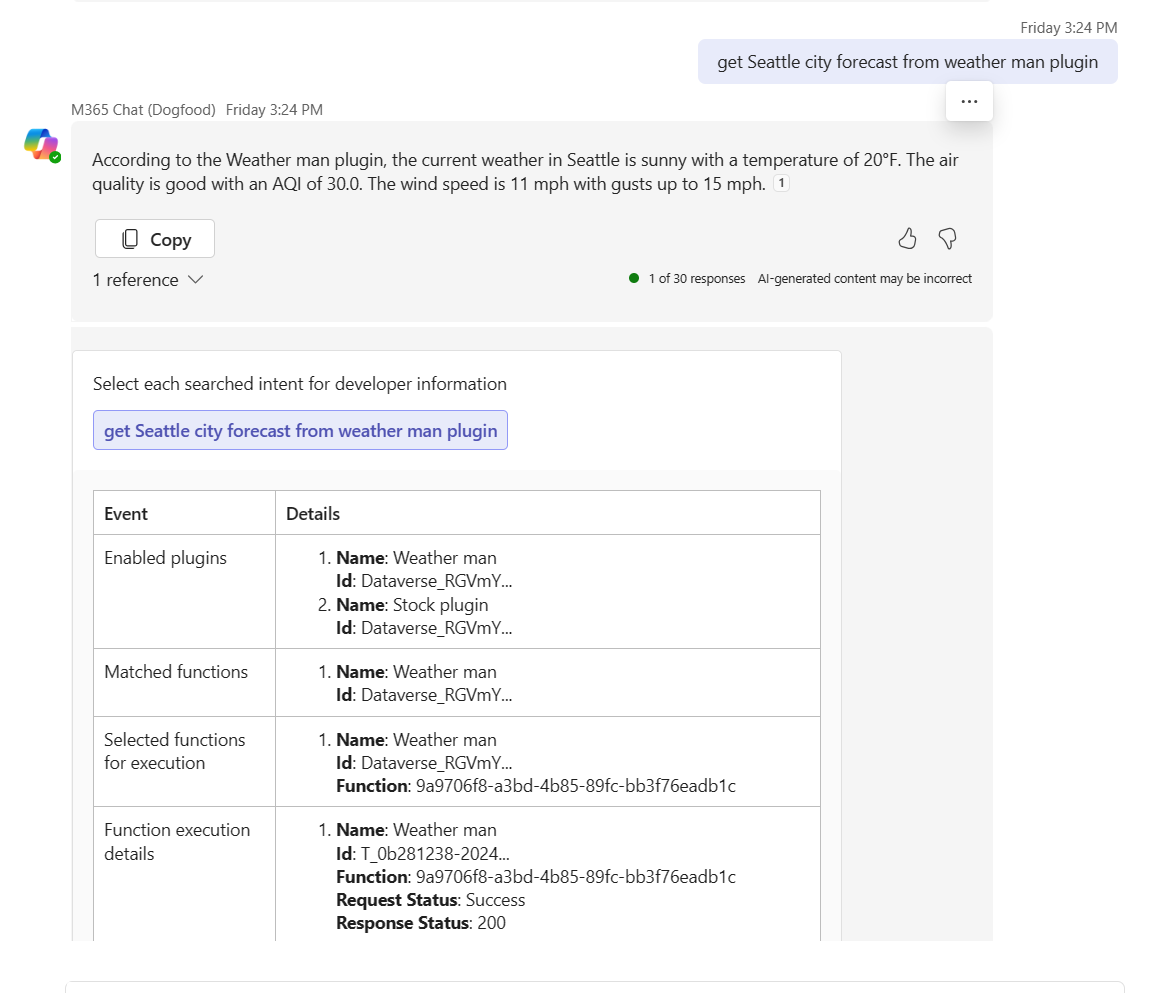 Friday 3:24 PM
get Seattle city forecast from weather man plugin
M365 Chat (Dogfood) Friday 3:24 PM
According to the Weather man plugin, the current weather in Seattle is sunny with a temperature of 20°F. The air
quality is good with an AQI of 30.0. The wind speed is 11 mph with gusts up to 15 mph. 1
Copy
1 reference
1 of 30 responses AI-generated content may be incorrect
Select each searched intent for developer information
get Seattle city forecast from weather man plugin
Event Details
Enabled plugins 1. Name: Weather man
Id: Dataverse_RGVmY...
2. Name: Stock plugin
Id: Dataverse_RGVmY...
Matched functions 1. Name: Weather man
Id: Dataverse_RGVmY...
Selected functions 1. Name: Weather man
for execution Id: Dataverse_RGVmY...
Function: 9a9706f8-a3bd-4b85-89fc-bb3f76eadb1c
Function execution 1. Name: Weather man
details Id: T_0b281238-2024...
Function: 9a9706f8-a3bd-4b85-89fc-bb3f76eadb1c
Request Status: Success
Response Status: 200